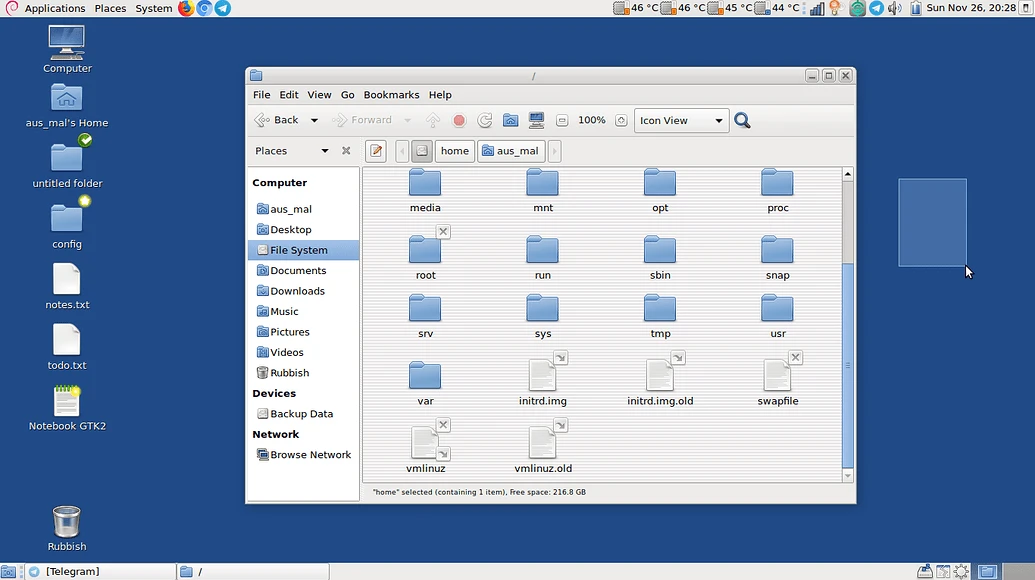 Applications Places System 46 °C 46 °C 45 °C 44 °C Sun Nov 26, 20:28
Computer
aus_mal's Home
untitled folder
config
notes.txt
todo.txt
Notebook GTK2
Rubbish
/
File Edit View Go Bookmarks Help
Back Forward 100% Icon View
Places home aus_mal
Computer
aus_mal
Desktop
File System
Documents
Downloads
Music
Pictures
Videos
Rubbish
Devices
Backup Data
Network
Browse Network
media mnt opt proc
root run sbin snap
srv sys tmp usr
var initrd.img initrd.img.old swapfile
vmlinuz vmlinuz.old
"home" selected (containing 1 item), Free space: 216.8 GB
[Telegram] /